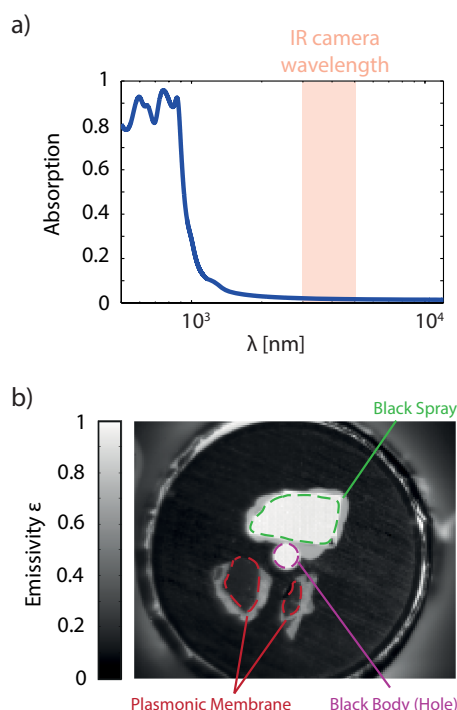 a)
IR camera
wavelength
1
0.8
0.6
0.4
0.2
0
Absorption
10³
10⁴
λ [nm]
b)
Black Spray
1
0.8
0.6
0.4
0.2
0
Emissivity ε
Plasmonic Membrane
Black Body (Hole)